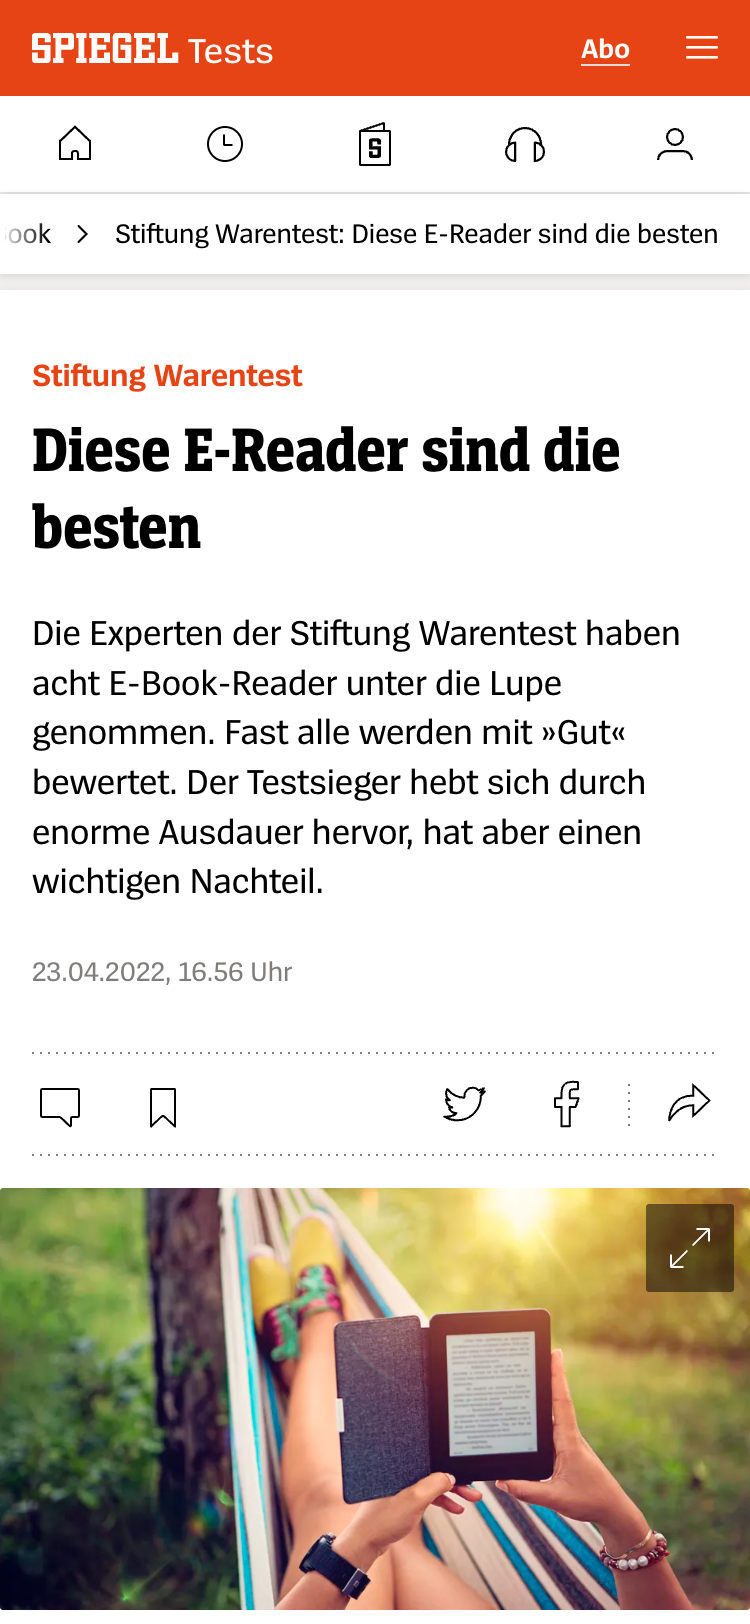 SPIEGEL Tests
Abo
S
ook > Stiftung Warentest: Diese E-Reader sind die besten
Stiftung Warentest
Diese E-Reader sind die
besten
Die Experten der Stiftung Warentest haben
acht E-Book-Reader unter die Lupe
genommen. Fast alle werden mit »Gut«
bewertet. Der Testsieger hebt sich durch
enorme Ausdauer hervor, hat aber einen
wichtigen Nachteil.
23.04.2022, 16.56 Uhr